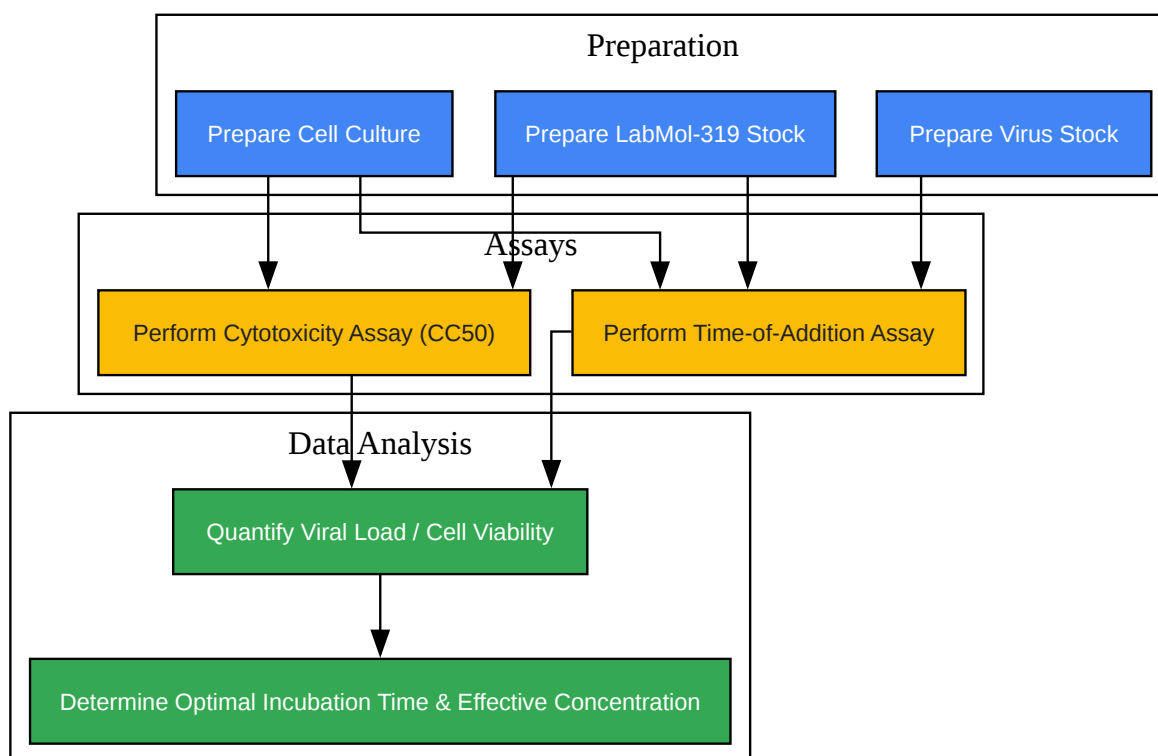 Preparation
Prepare Cell Culture
Prepare LabMol-319 Stock
Prepare Virus Stock
Assays
Perform Cytotoxicity Assay (CC50)
Perform Time-of-Addition Assay
Data Analysis
Quantify Viral Load / Cell Viability
Determine Optimal Incubation Time & Effective Concentration